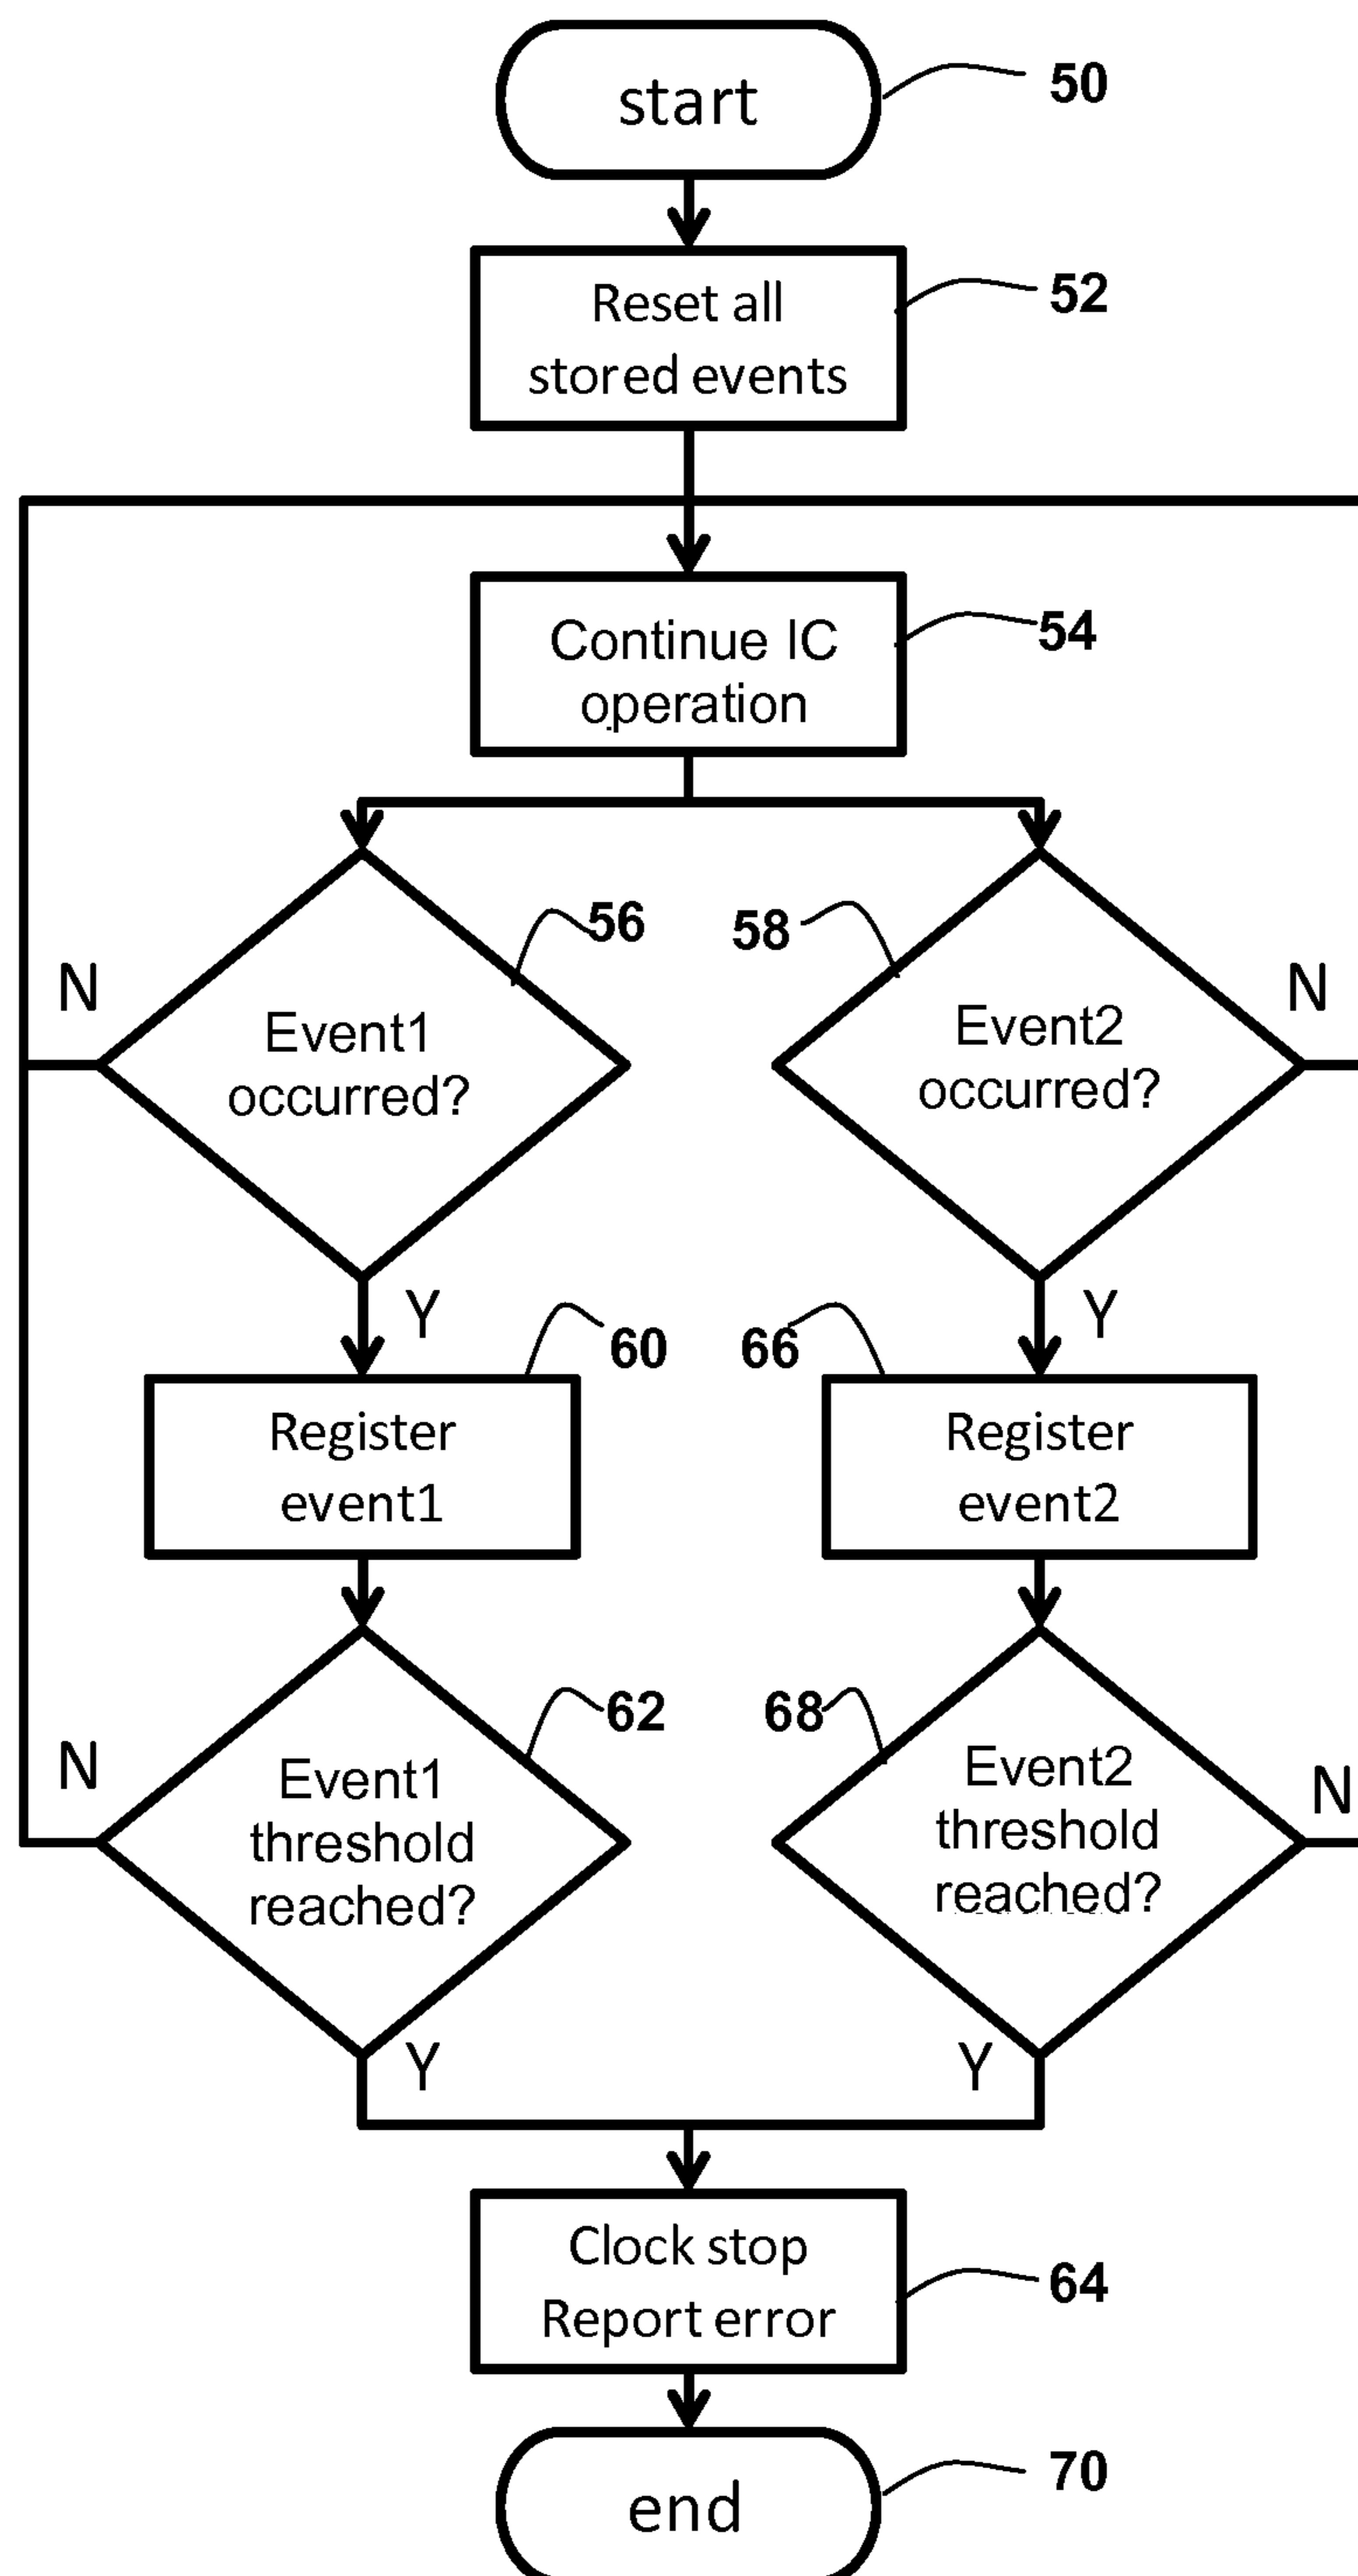 start
50
Reset all
stored events
52
Continue IC
operation
54
56
58
N
Event1
occurred?
Event2
occurred?
N
Y
Y
60
66
Register
event1
Register
event2
62
68
N
Event1
threshold
reached?
Event2
threshold
reached?
N
Y
Y
Clock stop
Report error
64
end
70